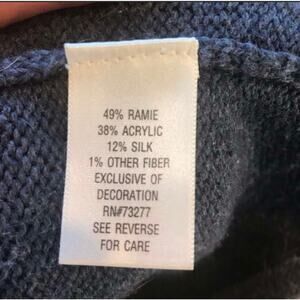 49% RAMIE
38% ACRYLIC
12% SILK
1% OTHER FIBER
EXCLUSIVE OF
DECORATION
RN#73277
SEE REVERSE
FOR CARE